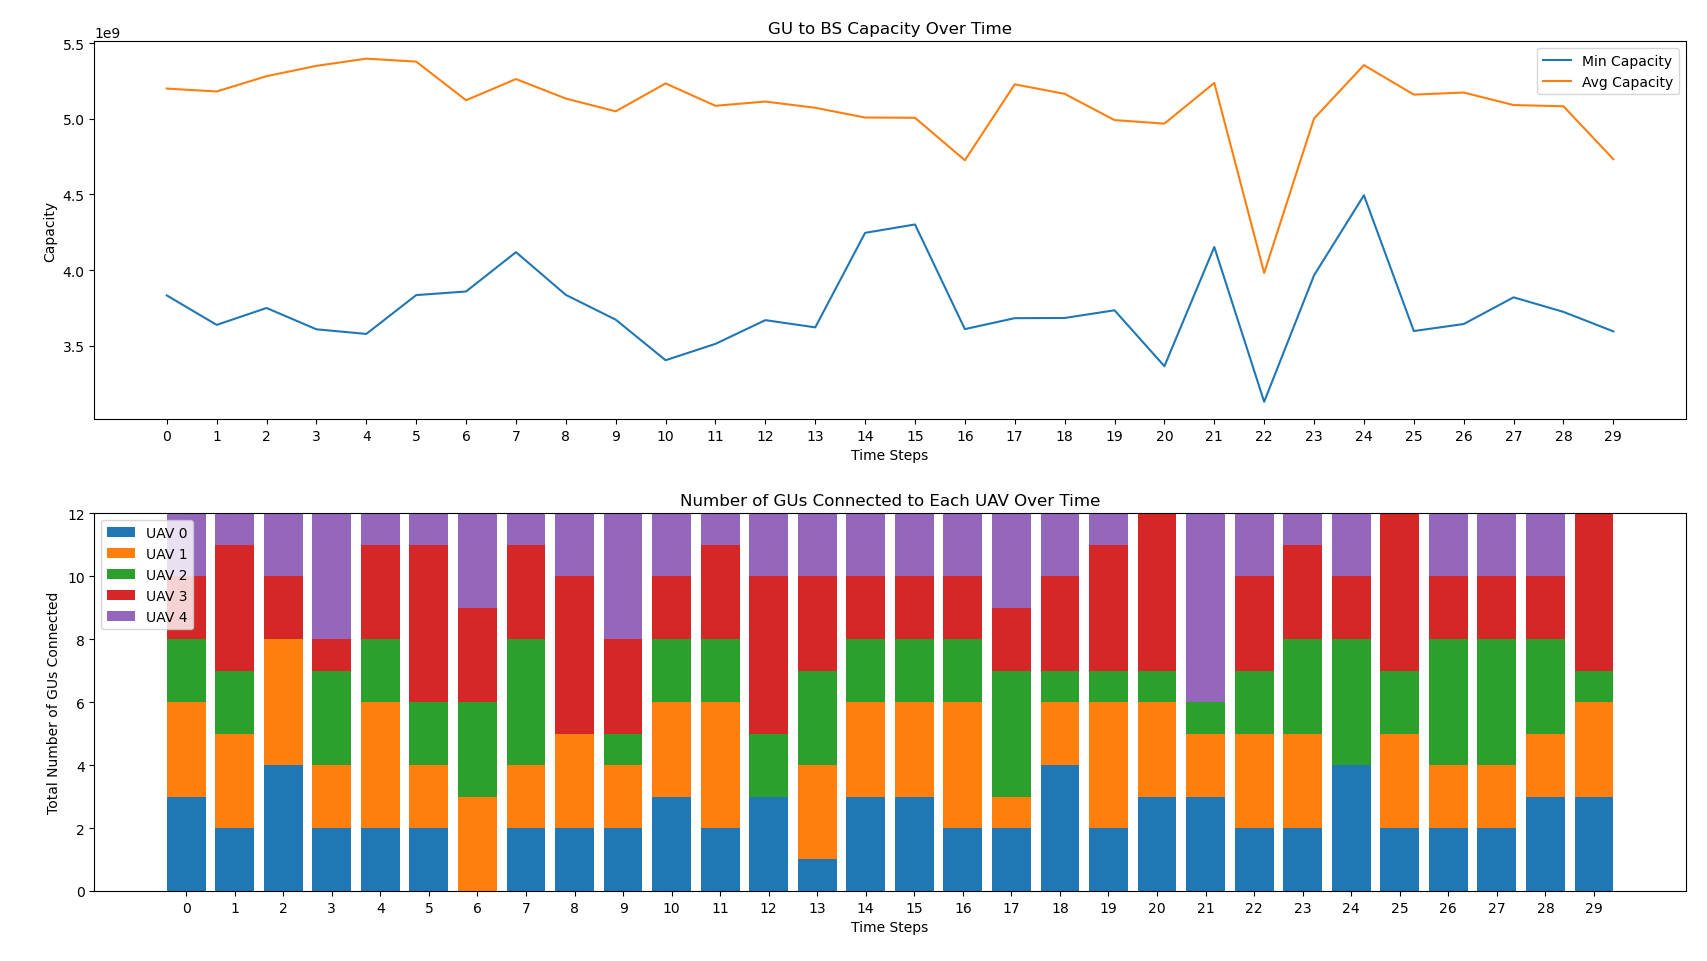 GU to BS Capacity Over Time
1e9
5.5
5.0
4.5
4.0
3.5
Capacity
Min Capacity
Avg Capacity
0 1 2 3 4 5 6 7 8 9 10 11 12 13 14 15 16 17 18 19 20 21 22 23 24 25 26 27 28 29
Time Steps
Number of GUs Connected to Each UAV Over Time
12
10
8
6
4
2
0
Total Number of GUs Connected
UAV 0
UAV 1
UAV 2
UAV 3
UAV 4
0 1 2 3 4 5 6 7 8 9 10 11 12 13 14 15 16 17 18 19 20 21 22 23 24 25 26 27 28 29
Time Steps